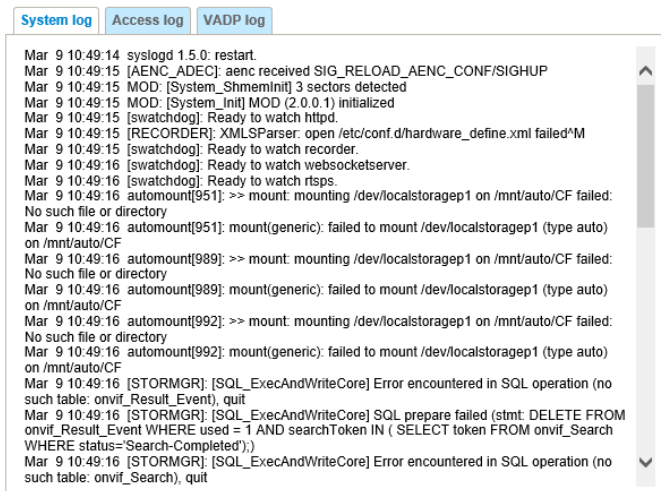 System log
Access log
VADP log
Mar 9 10:49:14 syslogd 1.5.0: restart.
Mar 9 10:49:15 [AENC_ADEC]: aenc received SIG_RELOAD_AENC_CONF/SIGHUP
Mar 9 10:49:15 MOD: [System_ShmemInit] 3 sectors detected
Mar 9 10:49:15 MOD: [System_Init] MOD (2.0.0.1) initialized
Mar 9 10:49:15 [swatchdog]: Ready to watch httpd.
Mar 9 10:49:15 [RECORDER]: XMLSParser: open /etc/conf.d/hardware_define.xml failed^M
Mar 9 10:49:15 [swatchdog]: Ready to watch recorder.
Mar 9 10:49:16 [swatchdog]: Ready to watch websocketserver.
Mar 9 10:49:16 [swatchdog]: Ready to watch rtsps.
Mar 9 10:49:16 automount[951]: >> mount: mounting /dev/localstoragep1 on /mnt/auto/CF failed:
No such file or directory
Mar 9 10:49:16 automount[951]: mount(generic): failed to mount /dev/localstoragep1 (type auto)
on /mnt/auto/CF
Mar 9 10:49:16 automount[989]: >> mount: mounting /dev/localstoragep1 on /mnt/auto/CF failed:
No such file or directory
Mar 9 10:49:16 automount[989]: mount(generic): failed to mount /dev/localstoragep1 (type auto)
on /mnt/auto/CF
Mar 9 10:49:16 automount[992]: >> mount: mounting /dev/localstoragep1 on /mnt/auto/CF failed:
No such file or directory
Mar 9 10:49:16 automount[992]: mount(generic): failed to mount /dev/localstoragep1 (type auto)
on /mnt/auto/CF
Mar 9 10:49:16 [STORMGR]: [SQL_ExecAndWriteCore] Error encountered in SQL operation (no
such table: onvif_Result_Event), quit
Mar 9 10:49:16 [STORMGR]: [SQL_ExecAndWriteCore] SQL prepare failed (stmt: DELETE FROM
onvif_Result_Event WHERE used = 1 AND searchToken IN ( SELECT token FROM onvif_Search
WHERE status='Search-Completed');)
Mar 9 10:49:16 [STORMGR]: [SQL_ExecAndWriteCore] Error encountered in SQL operation (no
such table: onvif_Search), quit